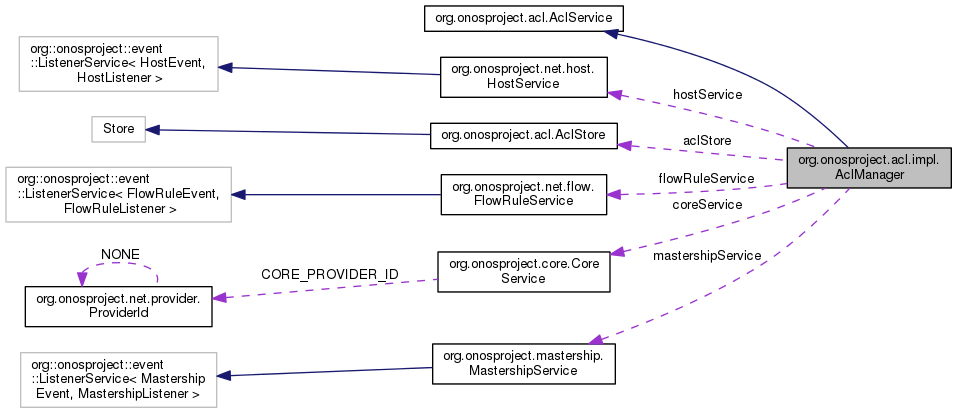 org.onosproject.acl.AclService
org::onosproject::event
::ListenerService< HostEvent,
HostListener >
org.onosproject.net.host.
HostService
hostService
Store
org.onosproject.acl.AclStore
aclStore
org.onosproject.acl.impl.
AclManager
org::onosproject::event
::ListenerService< FlowRuleEvent,
FlowRuleListener >
org.onosproject.net.flow.
FlowRuleService
flowRuleService
coreService
NONE
org.onosproject.net.provider.
ProviderId
CORE_PROVIDER_ID
org.onosproject.core.Core
Service
mastershipService
org::onosproject::event
::ListenerService< Mastership
Event, MastershipListener >
org.onosproject.mastership.
MastershipService